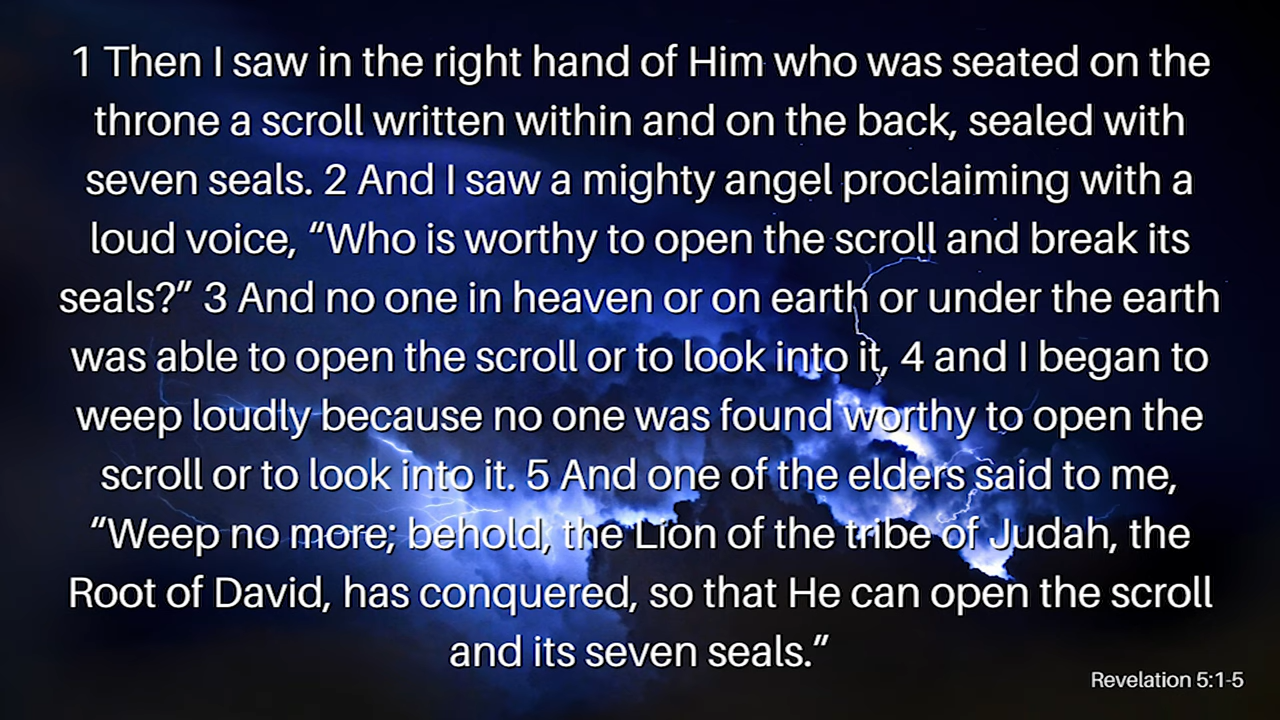 1 Then I saw in the right hand of Him who was seated on the
throne a scroll written within and on the back, sealed with
seven seals. 2 And I saw a mighty angel proclaiming with a
loud voice, “Who is worthy to open the scroll and break its
seals?” 3 And no one in heaven or on earth or under the earth
was able to open the scroll or to look into it, 4 and I began to
weep loudly because no one was found worthy to open the
scroll or to look into it. 5 And one of the elders said to me,
“Weep no more; behold, the Lion of the tribe of Judah, the
Root of David, has conquered, so that He can open the scroll
and its seven seals.”
Revelation 5:1-5